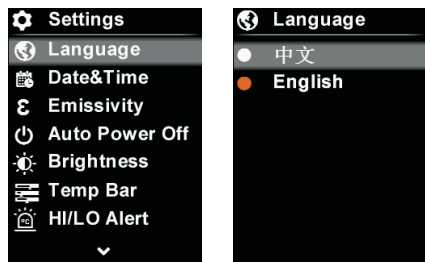 Settings
Language
Date&Time
ε Emissivity
Auto Power Off
Brightness
Temp Bar
°C HI/LO Alert
Language
中文
English